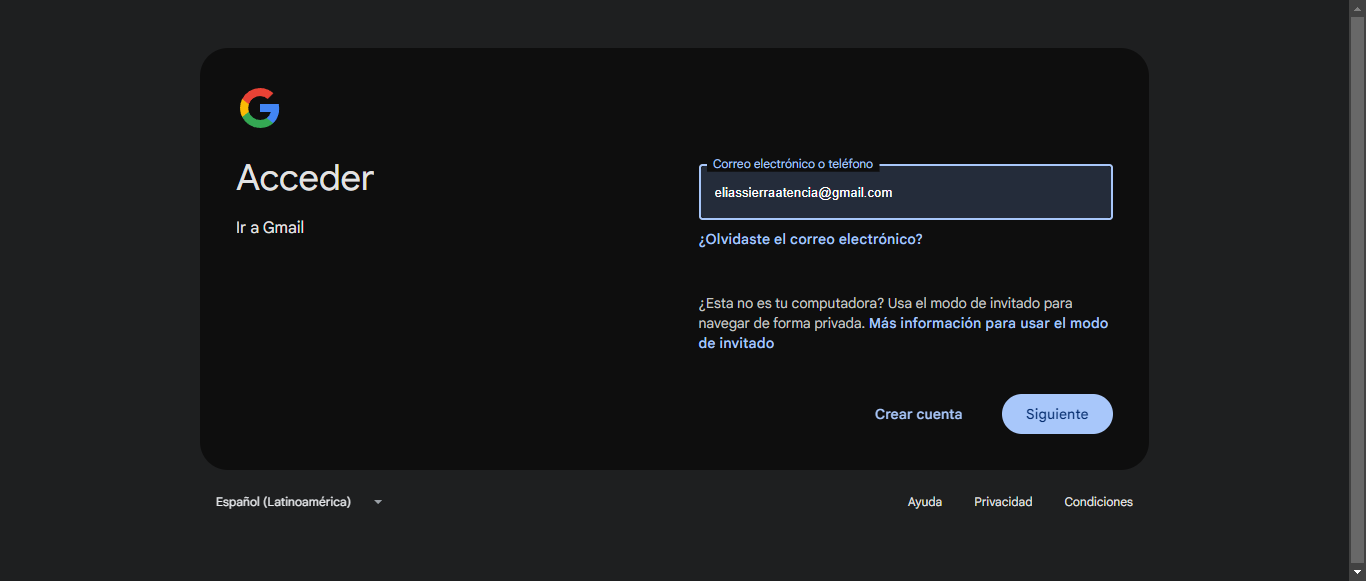 Acceder
Ir a Gmail
Correo electrónico o teléfono
eliassierraatencia@gmail.com
¿Olvidaste el correo electrónico?
¿Esta no es tu computadora? Usa el modo de invitado para
navegar de forma privada. Más información para usar el modo
de invitado
Crear cuenta
Siguiente
Español (Latinoamérica)
Ayuda
Privacidad
Condiciones